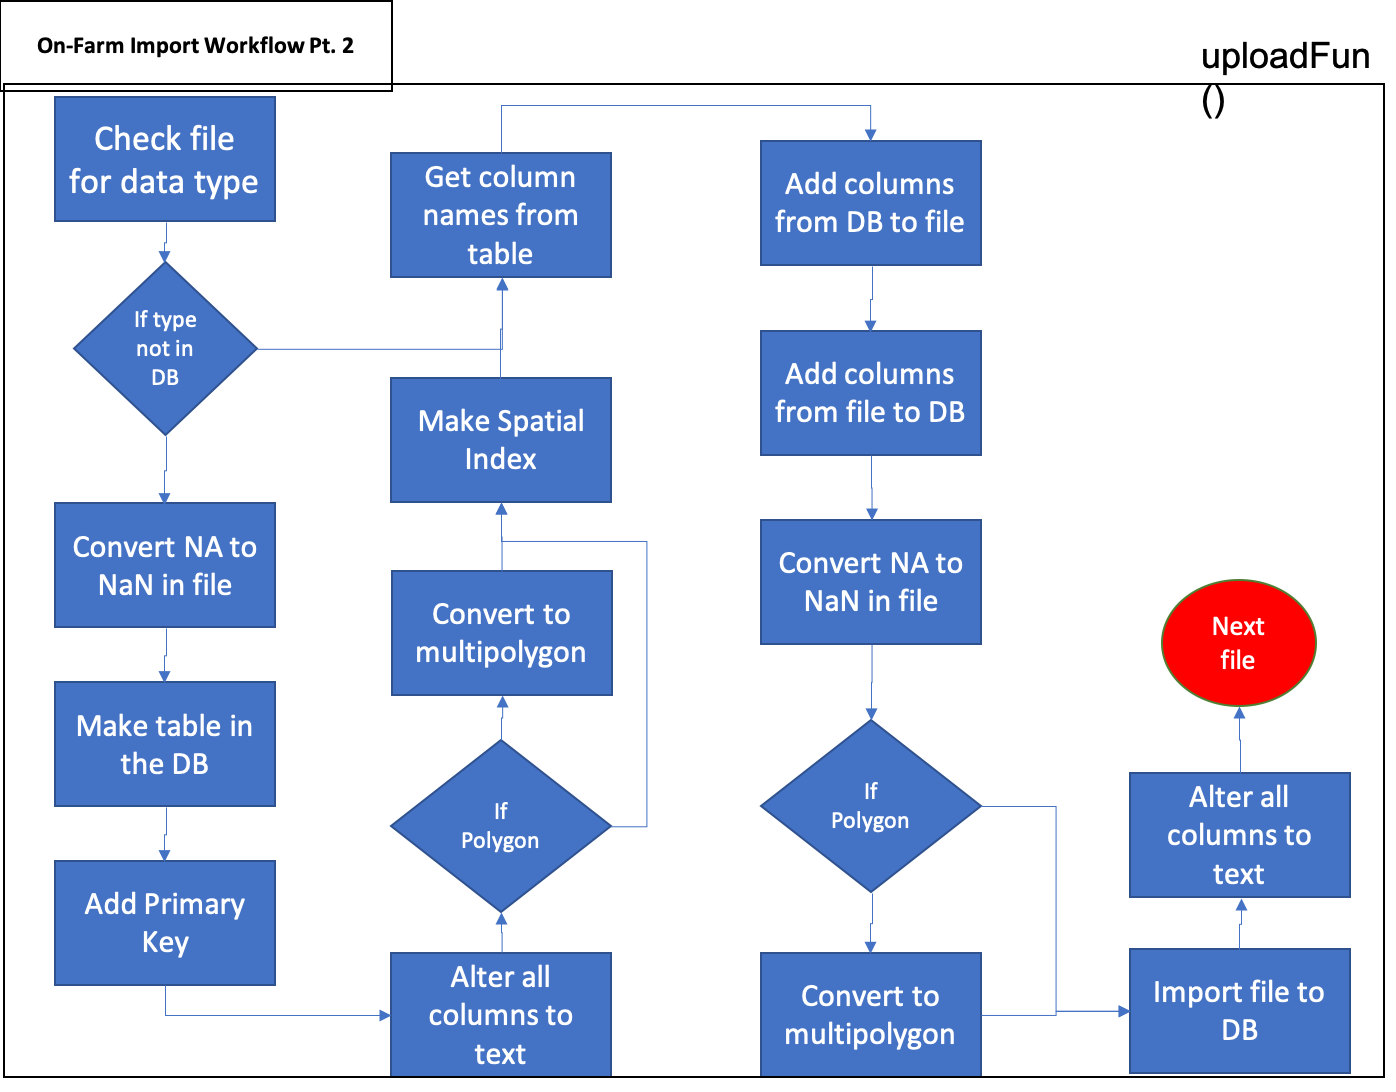 On-Farm Import Workflow Pt. 2
uploadFun
()
Check file
for data type
If type
not in
DB
Convert NA to
NaN in file
Make table in
the DB
Add Primary
Key
Alter all
columns to
text
If
Polygon
Convert to
multipolygon
Make Spatial
Index
Get column
names from
table
Add columns
from DB to file
Add columns
from file to DB
Convert NA to
NaN in file
If
Polygon
Convert to
multipolygon
Import file to
DB
Alter all
columns to
text
Next
file